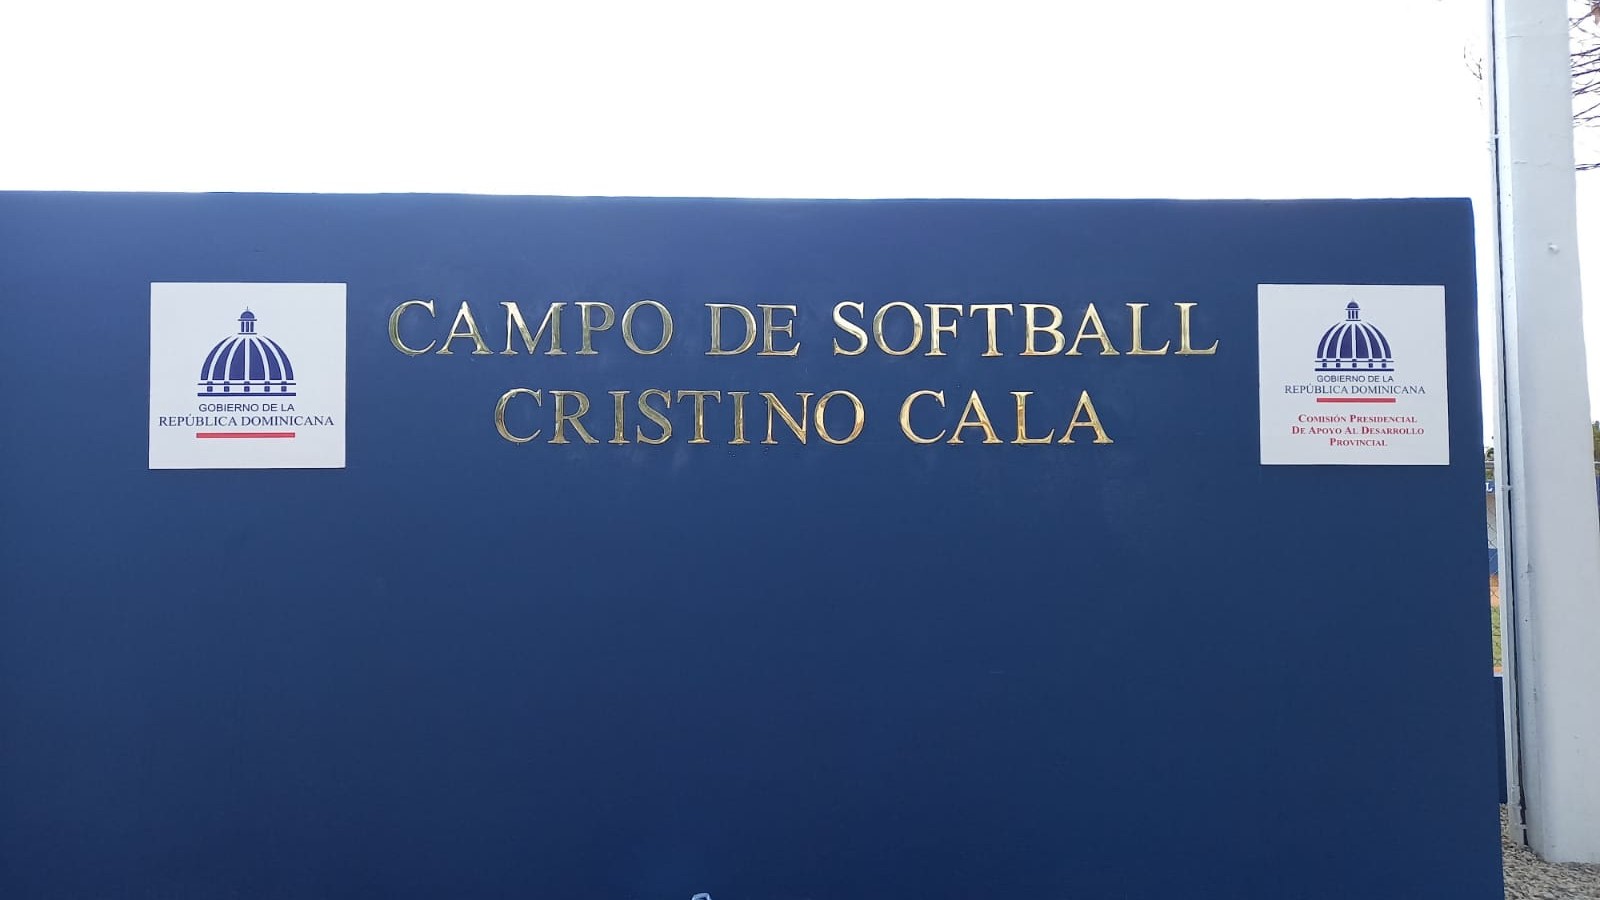 GOBIERNO DE LA
REPÚBLICA DOMINICANA
CAMPO DE SOFTBALL
CRISTINO CALA
GOBIERNO DE LA
REPÚBLICA DOMINICANA
COMISIÓN PRESIDENCIAL
DE APOYO AL DESARROLLO
PROVINCIAL